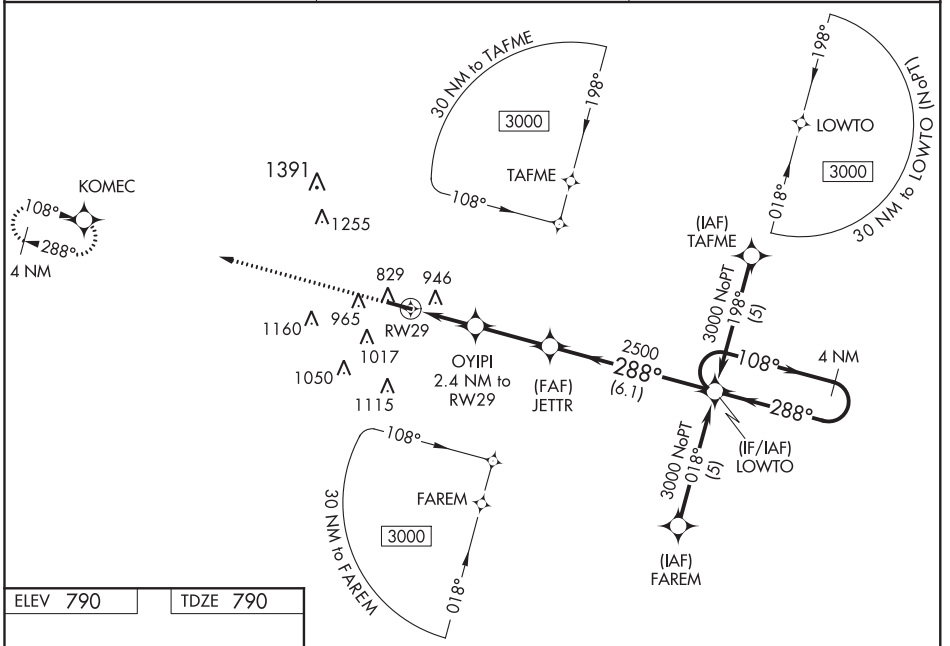 30 NM to TAFME
198°
3000
TAFME
108°
198°
LOWTO
3000
018°
30 NM to LOWTO (NoPT)
KOMEC
108°
288°
4 NM
1391
1255
829
946
965
1160
RW29
1017
1050
1115
OYIPI
2.4 NM to
RW29
(FAF)
JETTR
2500
288°
(6.1)
(IAF)
TAFME
3000 NoPT
198°
(5)
108°
4 NM
288°
(IF/IAF)
LOWTO
3000 NoPT
018°
(5)
(IAF)
FAREM
108°
FAREM
3000
018°
30 NM to FAREM
ELEV 790
TDZE 790